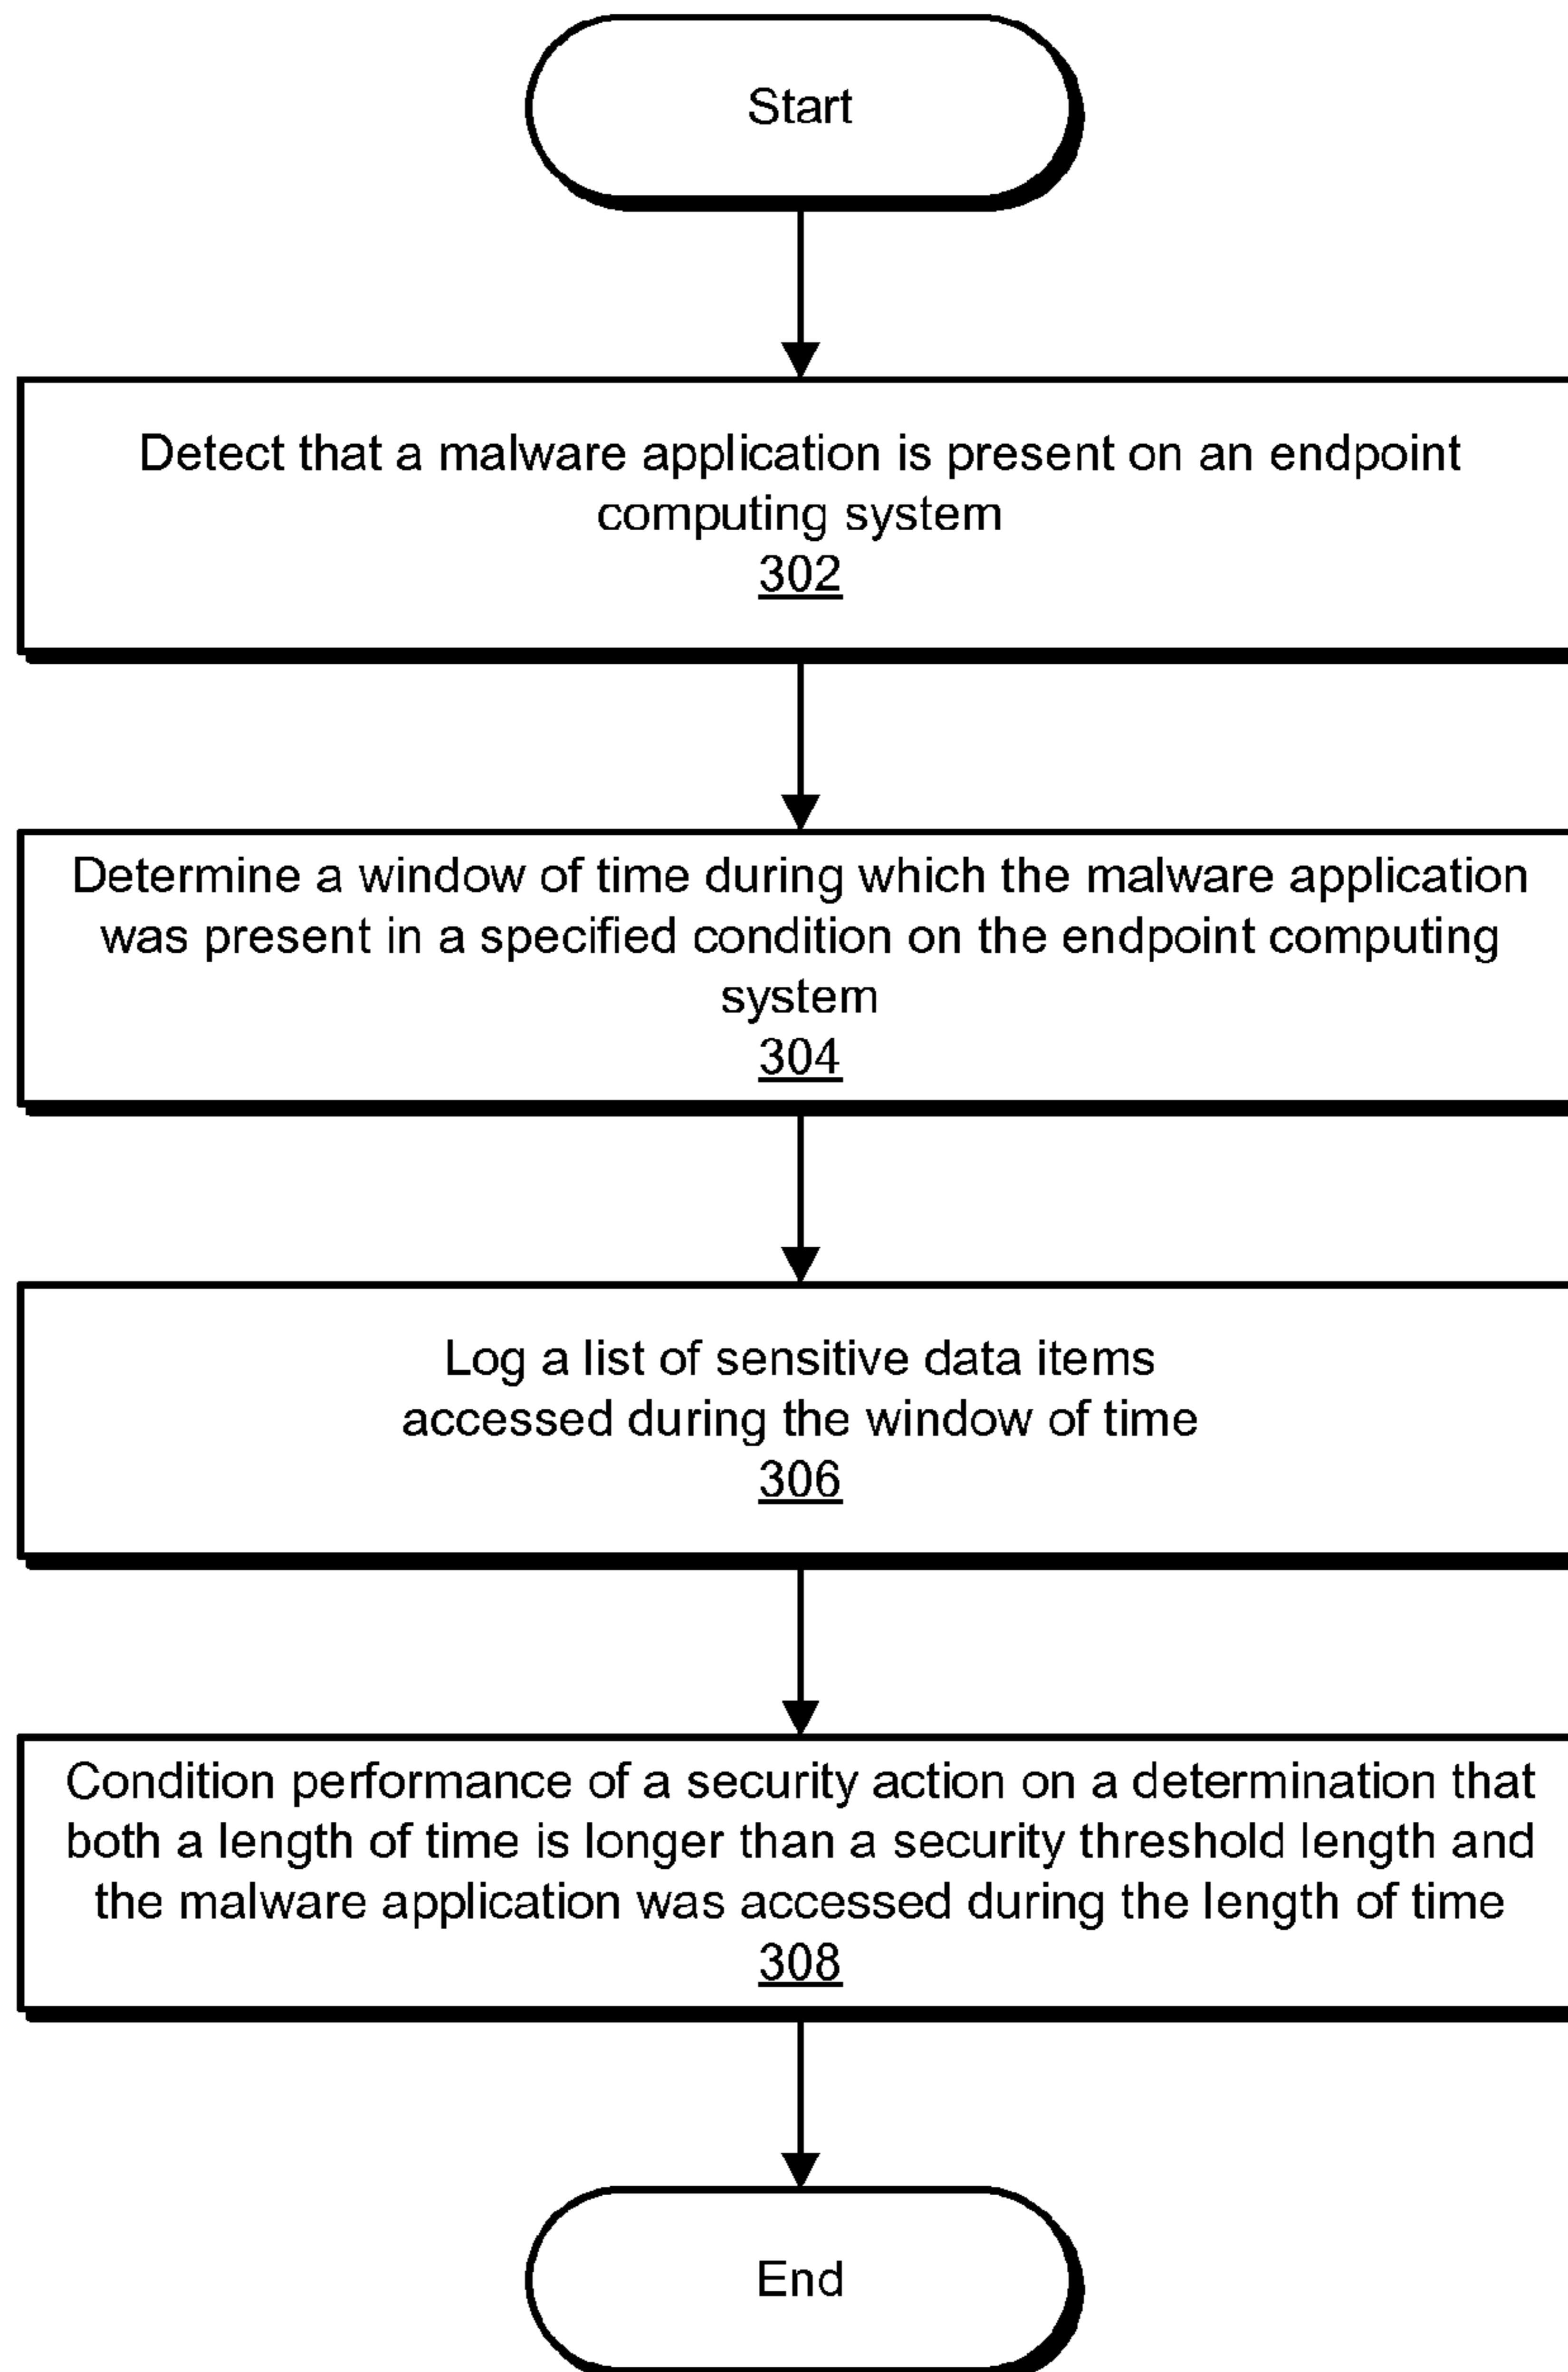 Start
Detect that a malware application is present on an endpoint
computing system
302
Determine a window of time during which the malware application
was present in a specified condition on the endpoint computing
system
304
Log a list of sensitive data items
accessed during the window of time
306
Condition performance of a security action on a determination that
both a length of time is longer than a security threshold length and
the malware application was accessed during the length of time
308
End